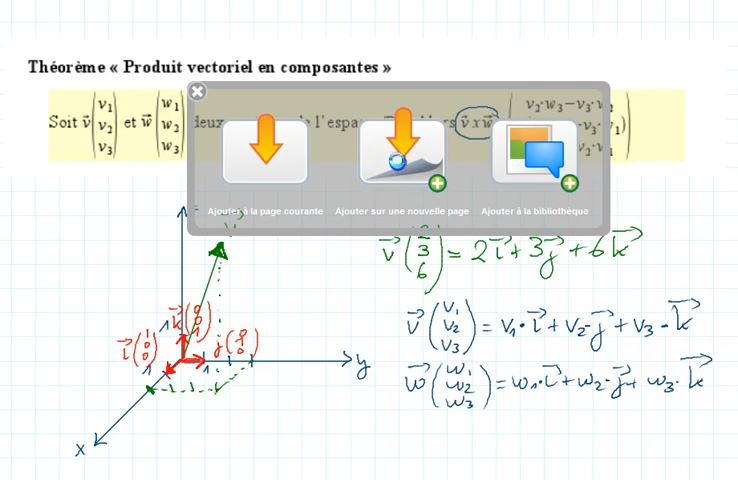 Théorème « Produit vectoriel en composantes »
Soit v⃗ (v₁ v₂ v₃) et w⃗ (w₁ w₂ w₃) deux l'espa v⃗ x w⃗ v₂·w₃−v₃·
Ajouter à la page courante Ajouter sur une nouvelle page Ajouter à la bibliothèque
v⃗ (2 3 6) = 2i⃗ + 3j⃗ + 6k⃗
v⃗ (v₁ v₂ v₃) = v₁·i⃗ + v₂·j⃗ + v₃·k⃗
w⃗ (w₁ w₂ w₃) = w₁·i⃗ + w₂·j⃗ + w₃·k⃗
k⃗ (0 0 1)
i⃗ (1 0 0)
j⃗ (0 1 0)
1 1 1
y
x